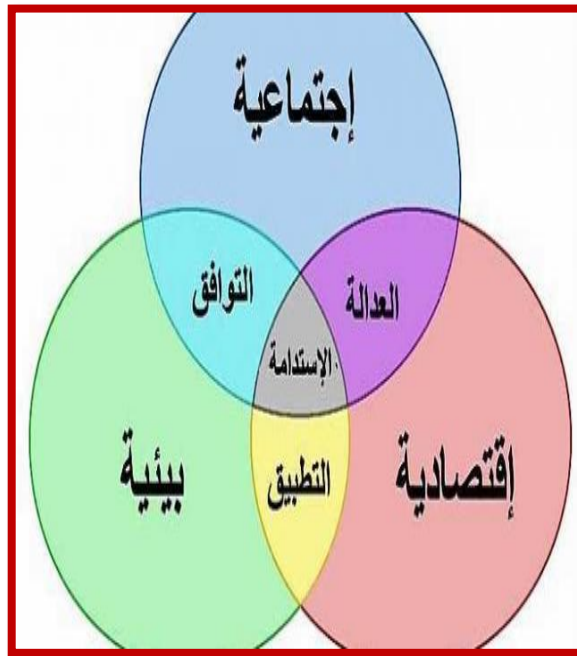 إجتماعية
العدالة
التوافق
الإستدامة
إقتصادية
التطبيق
بيئية